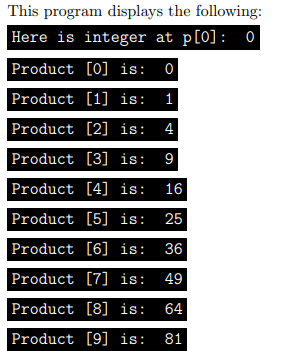 This program displays the following:
Here is integer at p[0]:  0
Product [0] is:  0
Product [1] is:  1
Product [2] is:  4
Product [3] is:  9
Product [4] is:  16
Product [5] is:  25
Product [6] is:  36
Product [7] is:  49
Product [8] is:  64
Product [9] is:  81